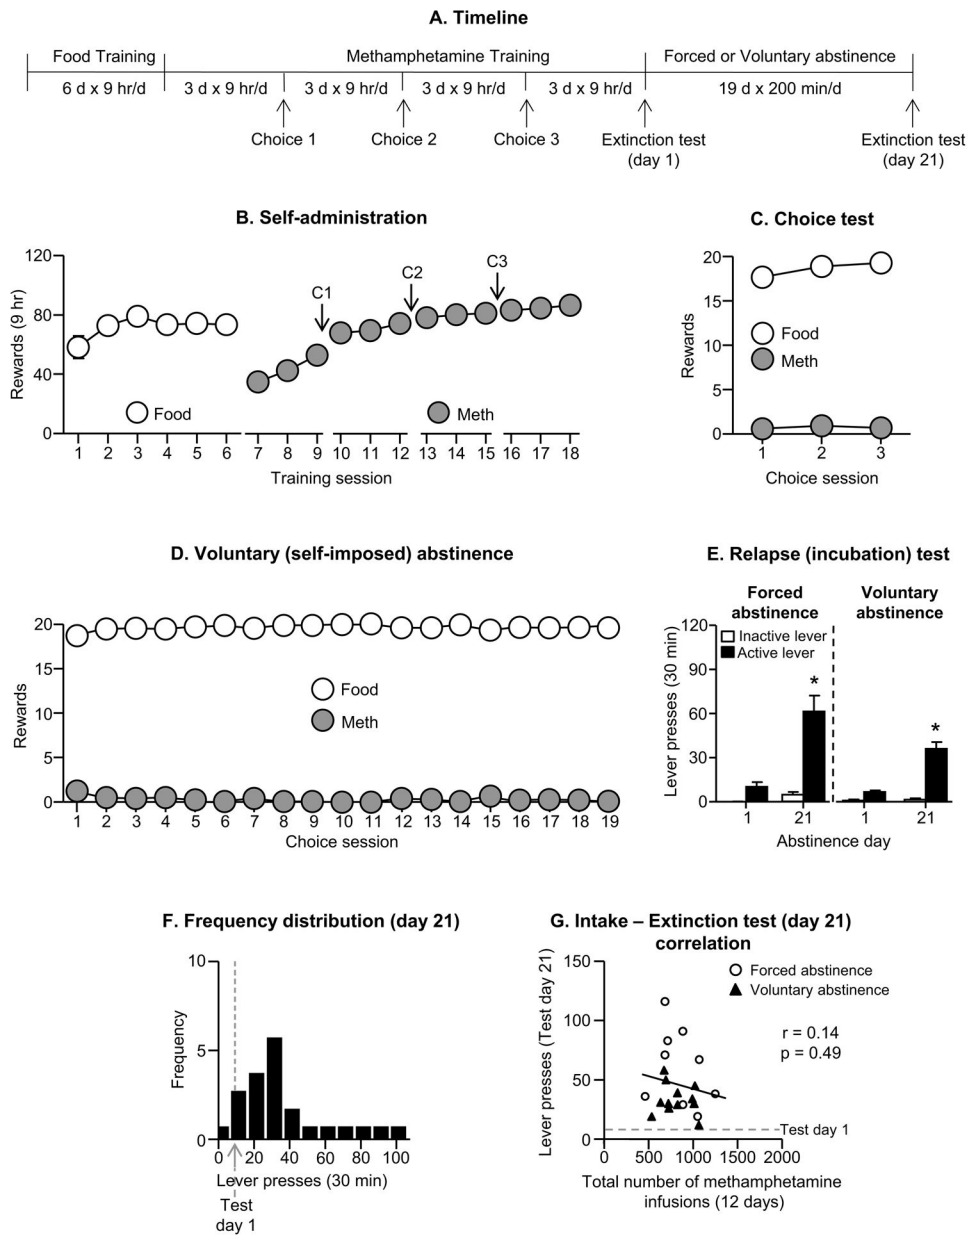 A. Timeline
Food Training Methamphetamine Training Forced or Voluntary abstinence
6 d x 9 hr/d 3 d x 9 hr/d 3 d x 9 hr/d 3 d x 9 hr/d 3 d x 9 hr/d 19 d x 200 min/d
Choice 1 Choice 2 Choice 3 Extinction test Extinction test
(day 1) (day 21)
B. Self-administration
Rewards (9 hr)
120
80
40
0
C1 C2 C3
Food Meth
1 2 3 4 5 6 7 8 9 10 11 12 13 14 15 16 17 18
Training session
C. Choice test
Rewards
20
15
10
5
0
Food
Meth
1 2 3
Choice session
D. Voluntary (self-imposed) abstinence
Rewards
20
15
10
5
0
Food
Meth
1 2 3 4 5 6 7 8 9 10 11 12 13 14 15 16 17 18 19
Choice session
E. Relapse (incubation) test
Forced Voluntary
abstinence abstinence
Lever presses (30 min)
120
90
60
30
0
Inactive lever
Active lever
* *
1 21 1 21
Abstinence day
F. Frequency distribution (day 21)
Frequency
10
5
0
0 20 40 60 80 100
Lever presses (30 min)
Test
day 1
G. Intake – Extinction test (day 21)
correlation
Lever presses (Test day 21)
150
100
50
0
Forced abstinence
Voluntary abstinence
r = 0.14
p = 0.49
Test day 1
0 500 1000 1500 2000
Total number of methamphetamine
infusions (12 days)